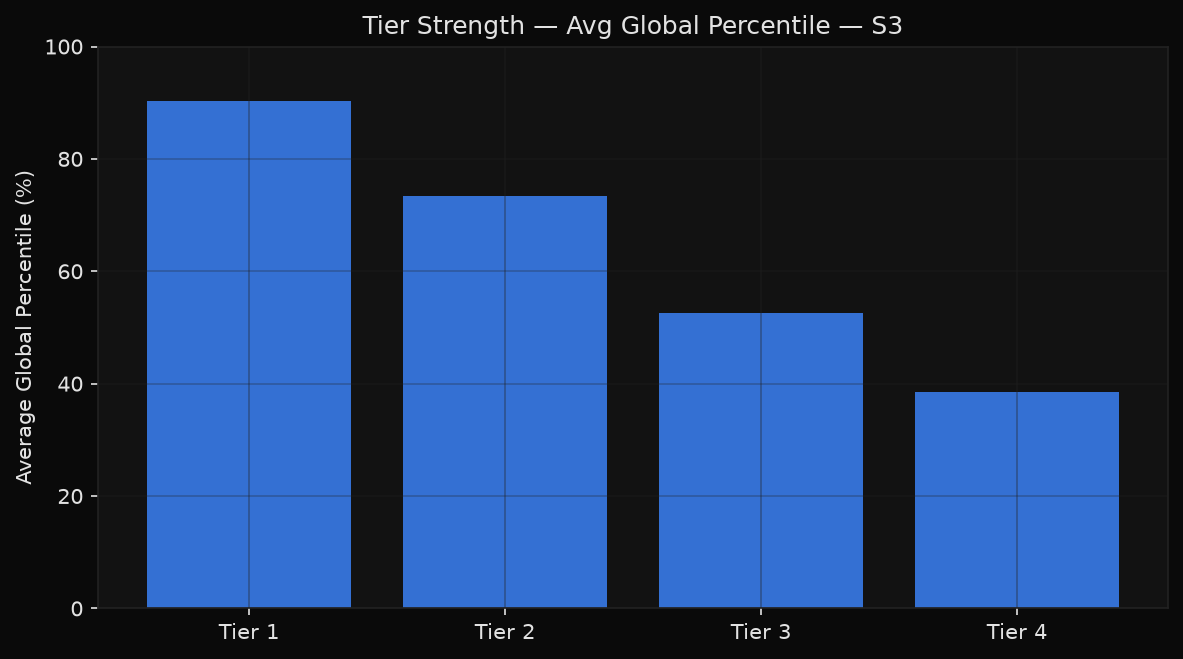 Tier Strength — Avg Global Percentile — S3
Average Global Percentile (%)
100
80
60
40
20
0
Tier 1
Tier 2
Tier 3
Tier 4